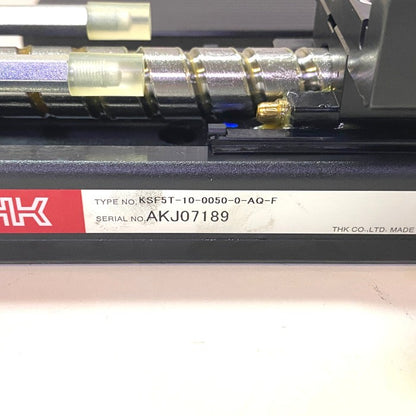 THK
TYPE NO. KSF5T-10-0050-0-AQ-F
SERIAL NO. AKJ07189
THK CO.,LTD. MADE